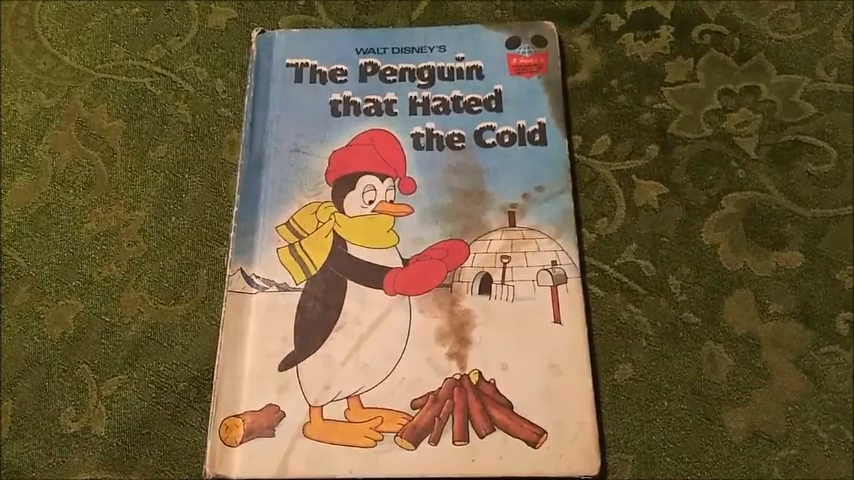 WALT DISNEY'S
The Penguin
that Hated
the Cold